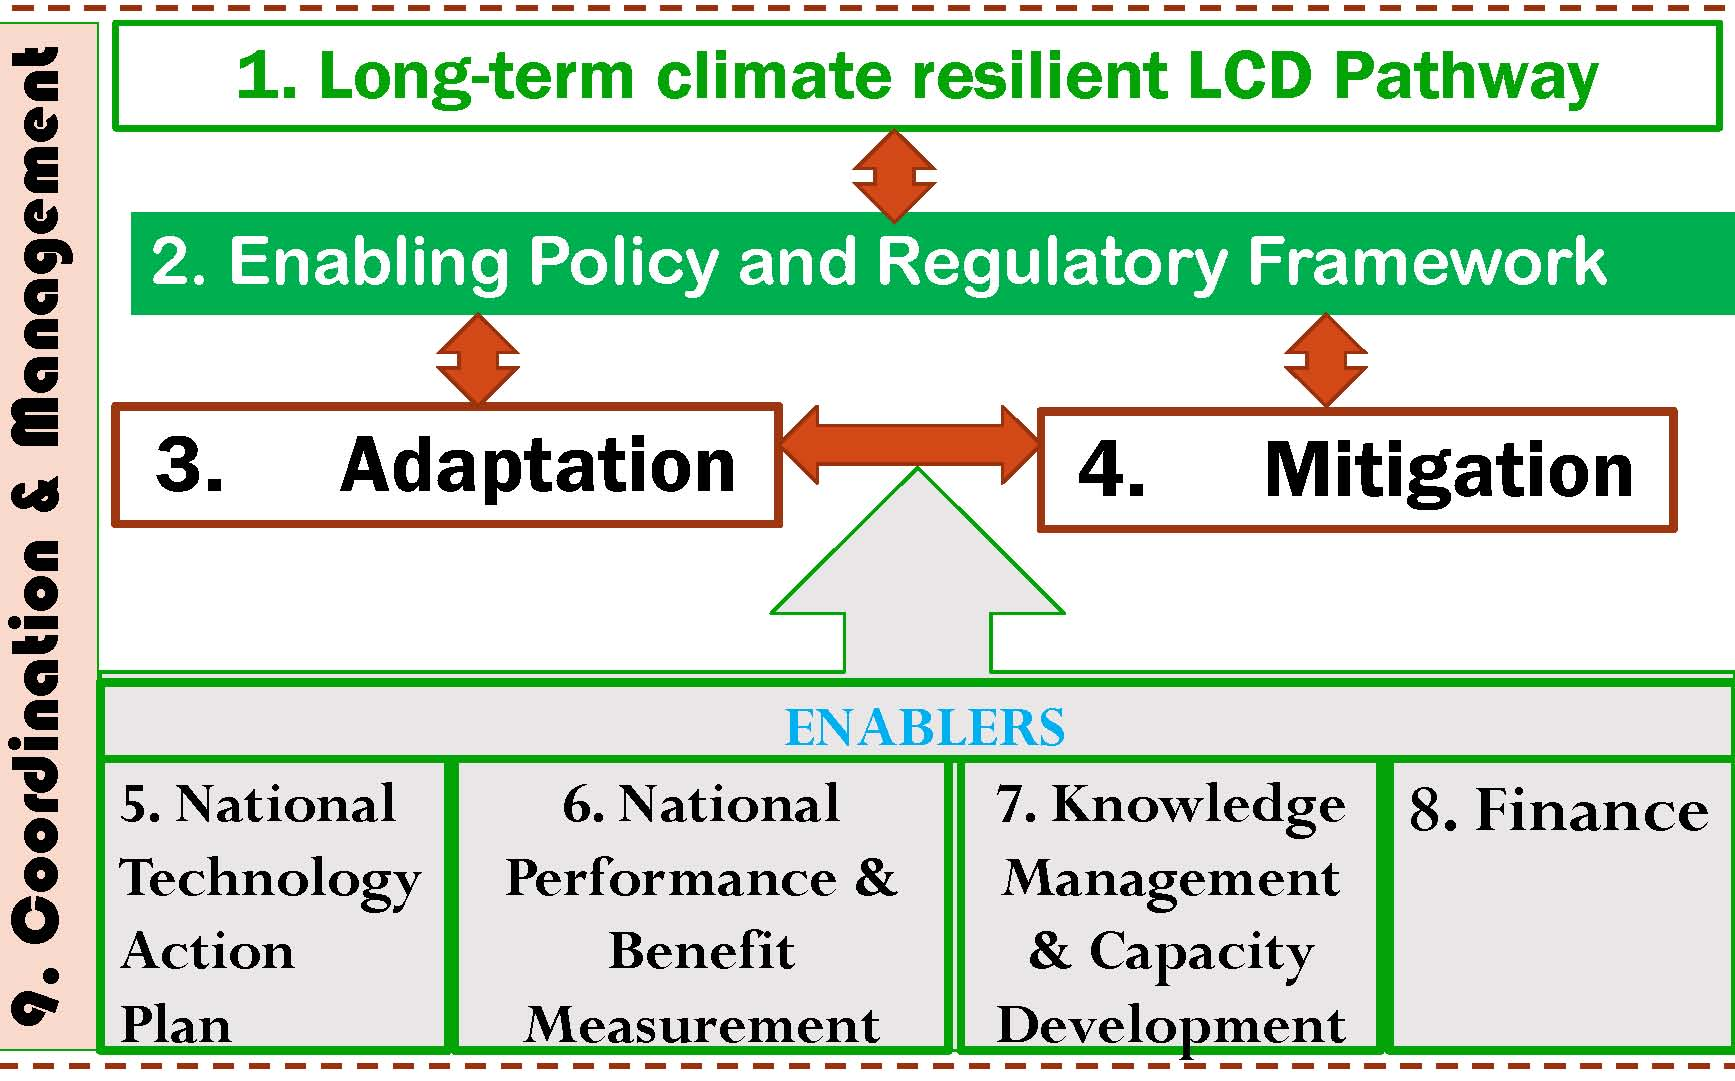 1. Long-term climate resilient LCD Pathway
2. Enabling Policy and Regulatory Framework
3. Adaptation
4. Mitigation
ENABLERS
5. National
Technology
Action
Plan
6. National
Performance &
Benefit
Measurement
7. Knowledge
Management
& Capacity
Development
8. Finance
9. Coordination & Management